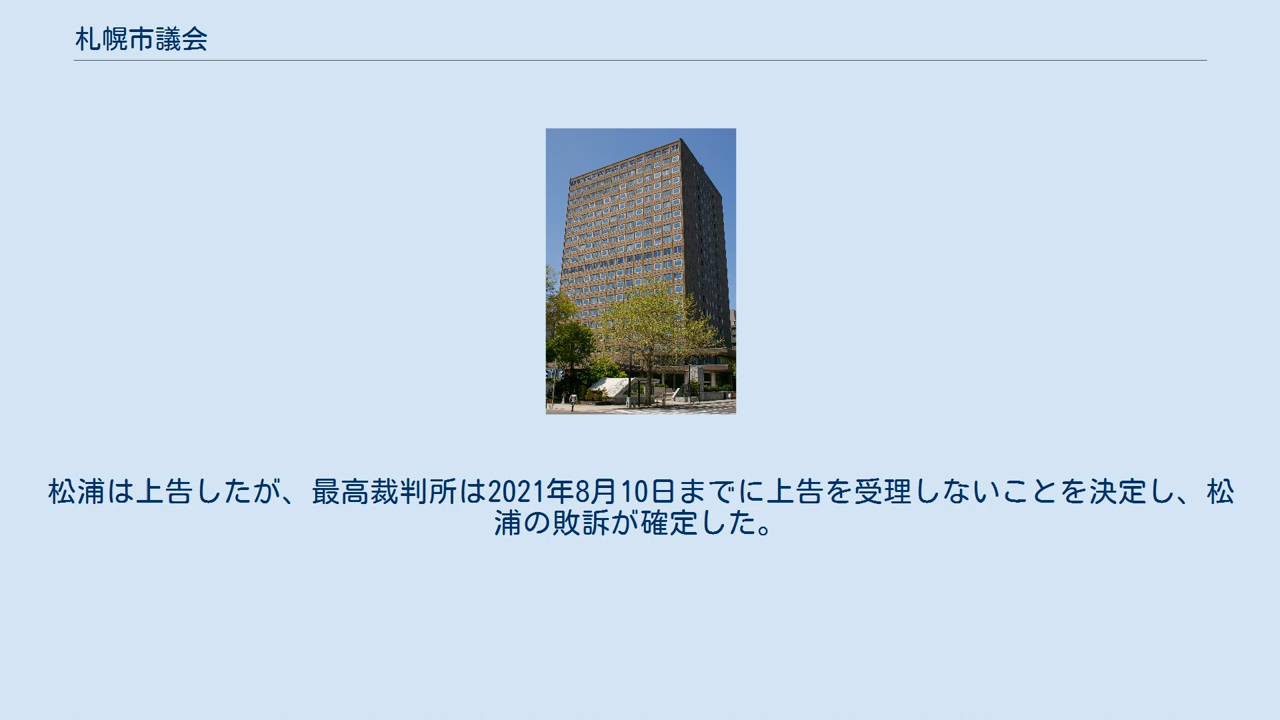 札幌市議会
松浦は上告したが、最高裁判所は2021年8月10日までに上告を受理しないことを決定し、松
浦の敗訴が確定した。